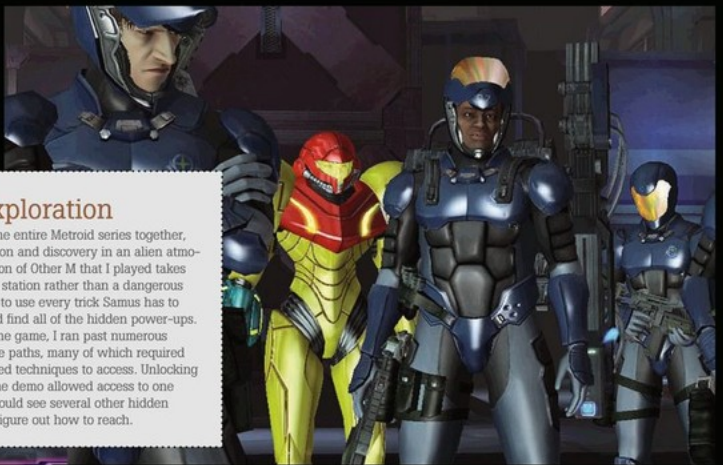 xploration
ne entire Metroid series together,
on and discovery in an alien atmo-
on of Other M that I played takes
station rather than a dangerous
to use every trick Samus has to
d find all of the hidden power-ups.
he game, I ran past numerous
e paths, many of which required
ed techniques to access. Unlocking
he demo allowed access to one
ould see several other hidden
igure out how to reach.